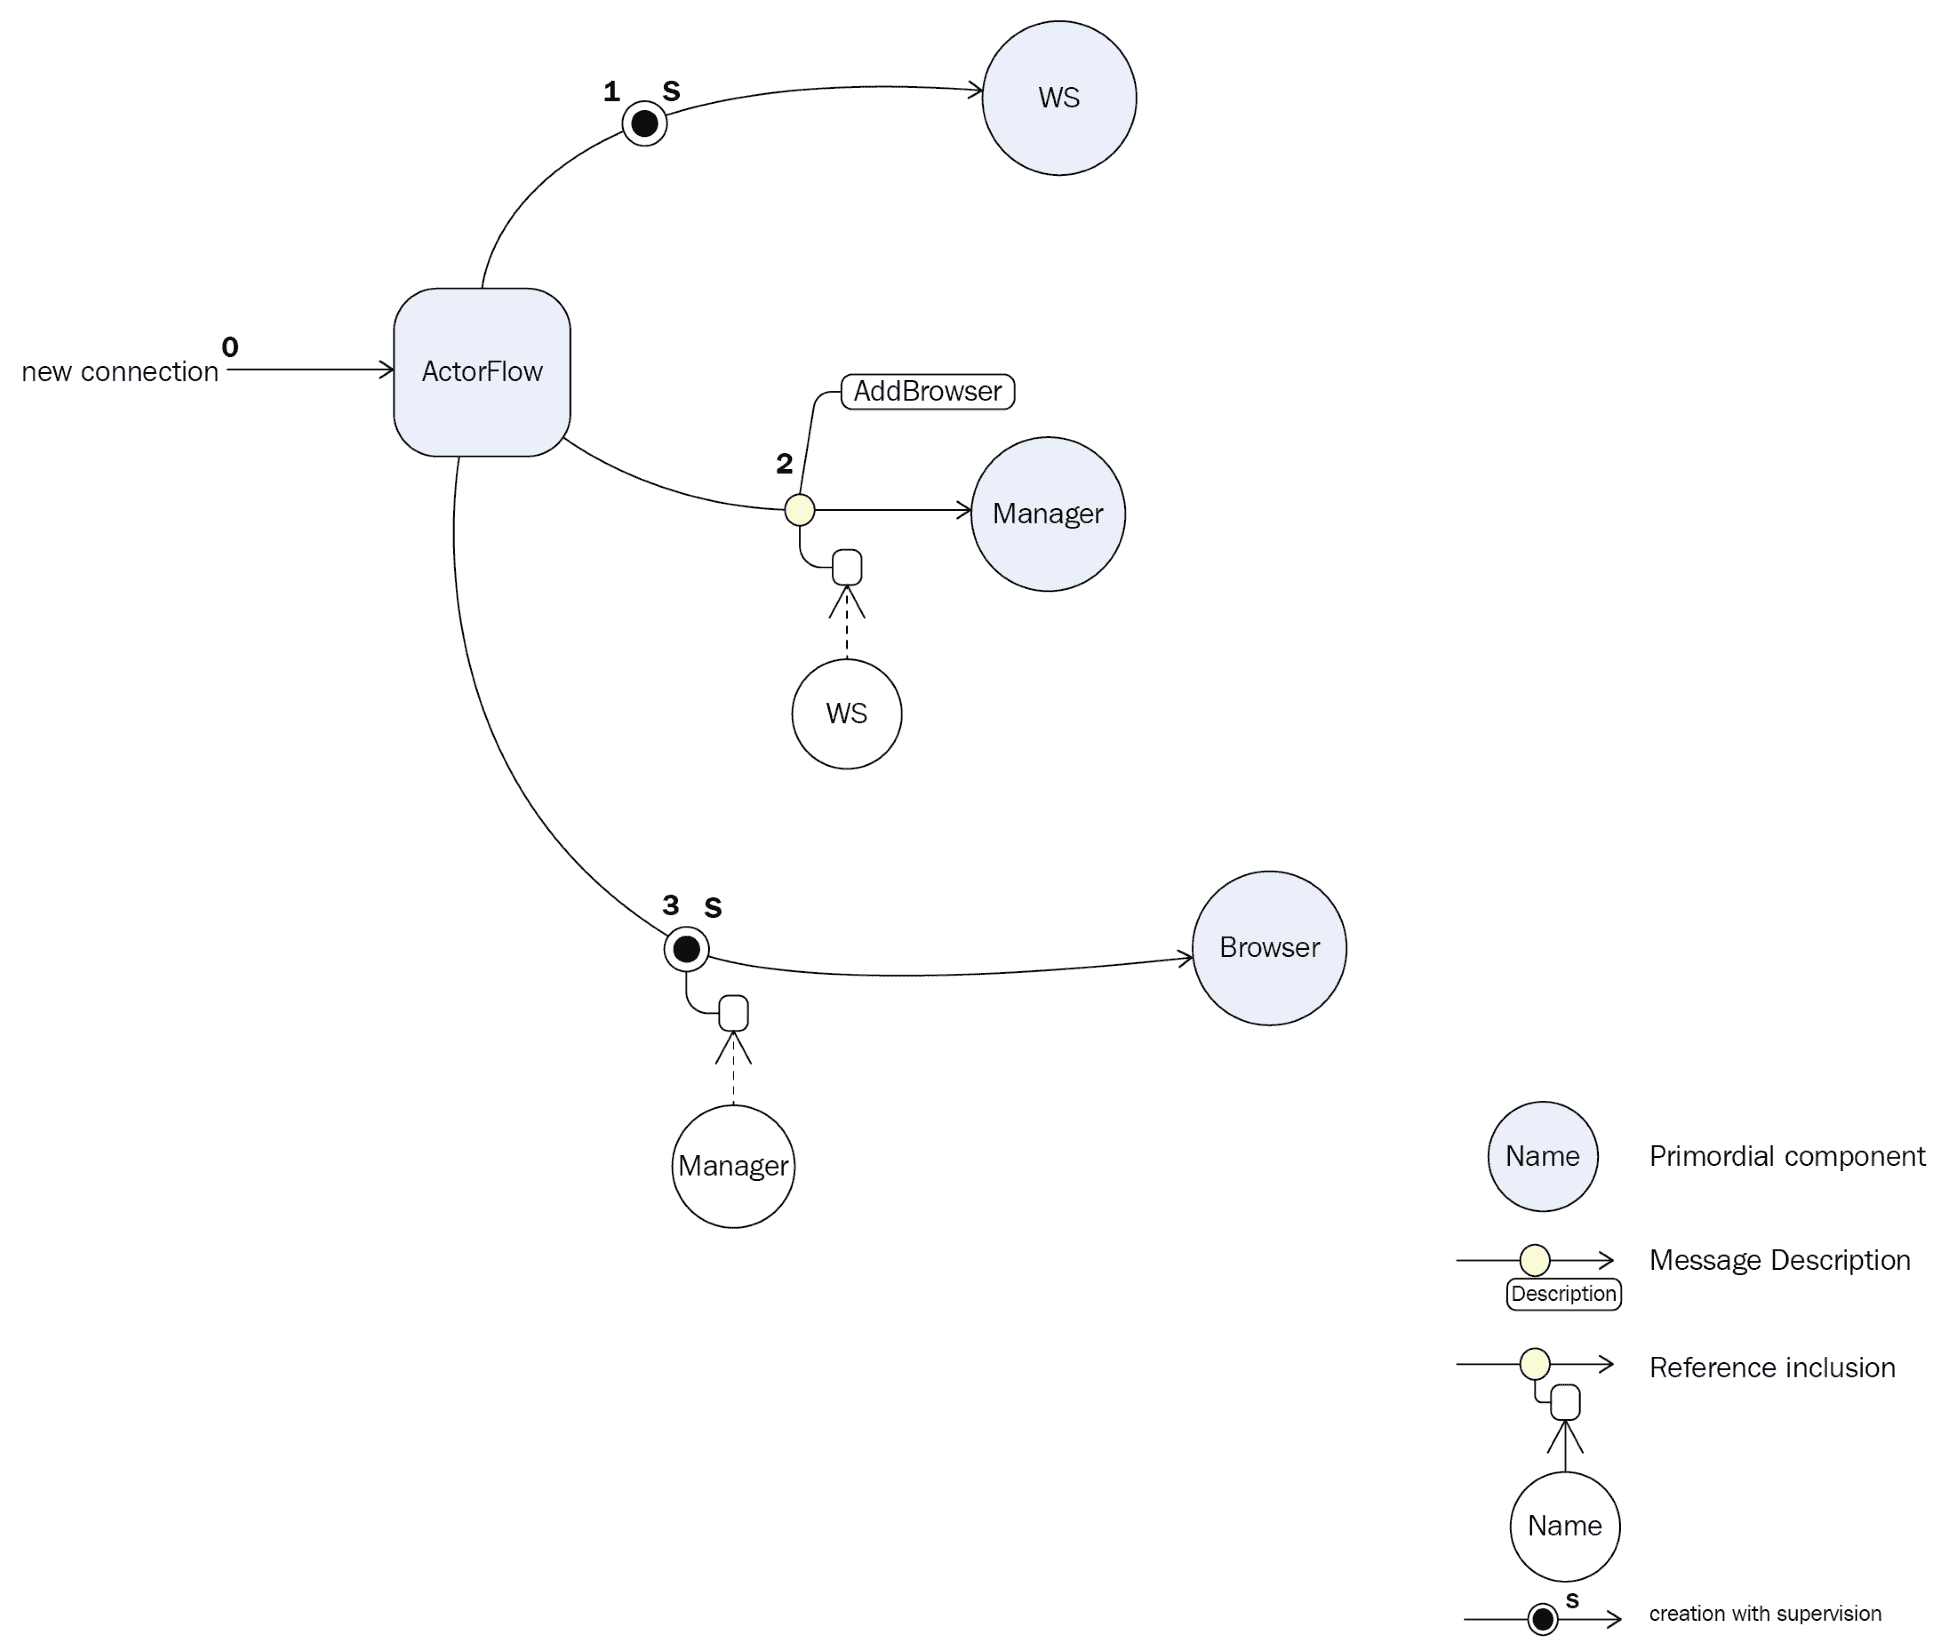 1 S
WS
0
new connection
ActorFlow
AddBrowser
2
Manager
WS
3 S
Browser
Manager
Name Primordial component
Message Description
Description
Reference inclusion
Name
S
creation with supervision